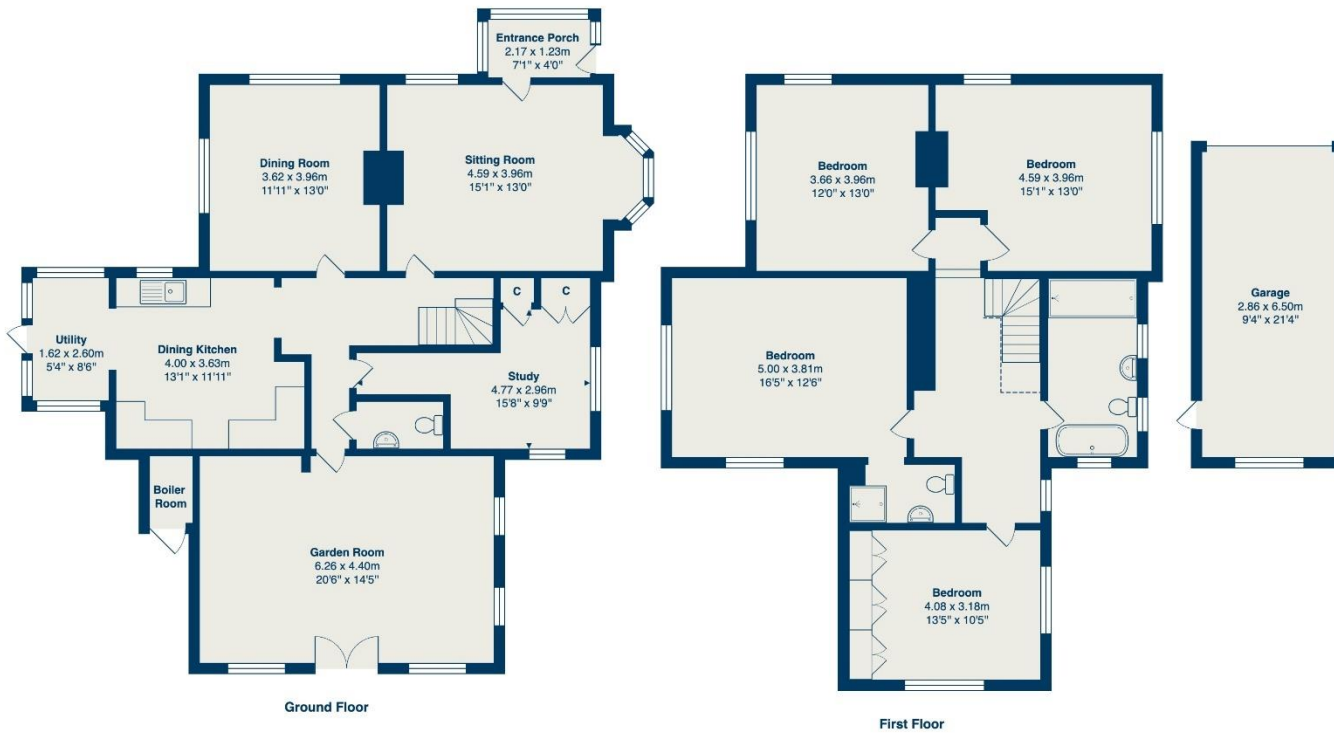 Entrance Porch
2.17 x 1.23m
7'1" x 4'0"
Dining Room
3.62 x 3.96m
11'11" x 13'0"
Sitting Room
4.59 x 3.96m
15'1" x 13'0"
C
C
Utility
1.62 x 2.60m
5'4" x 8'6"
Dining Kitchen
4.00 x 3.63m
13'1" x 11'11"
Study
4.77 x 2.96m
15'8" x 9'9"
Boiler
Room
Garden Room
6.26 x 4.40m
20'6" x 14'5"
Ground Floor
Bedroom
3.66 x 3.96m
12'0" x 13'0"
Bedroom
4.59 x 3.96m
15'1" x 13'0"
Bedroom
5.00 x 3.81m
16'5" x 12'6"
Bedroom
4.08 x 3.18m
13'5" x 10'5"
First Floor
Garage
2.86 x 6.50m
9'4" x 21'4"